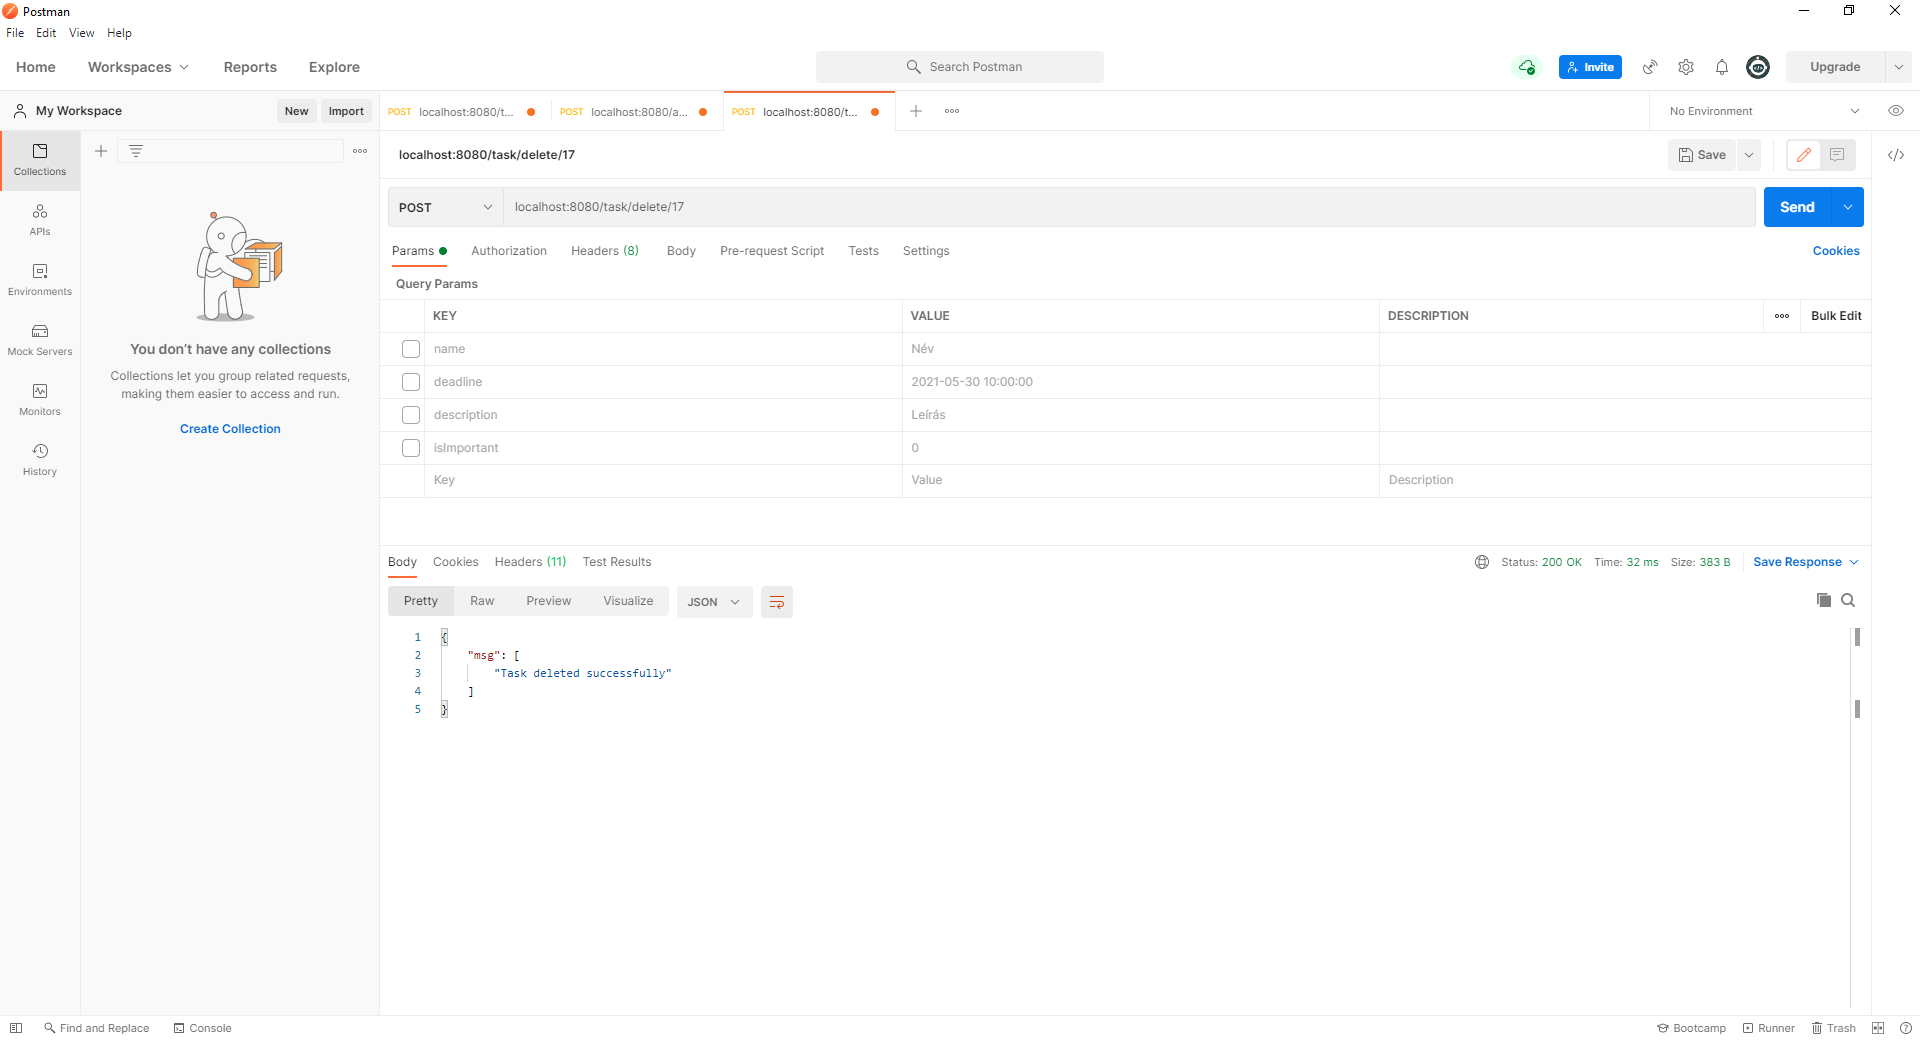 Postman
File Edit View Help
Home Workspaces Reports Explore Search Postman Invite Upgrade
My Workspace New Import POST localhost:8080/t... POST localhost:8080/a... POST localhost:8080/t... No Environment
localhost:8080/task/delete/17 Save
Collections
APIs
Environments
Mock Servers
Monitors
History
You don’t have any collections
Collections let you group related requests,
making them easier to access and run.
Create Collection
POST localhost:8080/task/delete/17 Send
Params Authorization Headers (8) Body Pre-request Script Tests Settings Cookies
Query Params
KEY VALUE DESCRIPTION Bulk Edit
name Név
deadline 2021-05-30 10:00:00
description Leírás
isImportant 0
Key Value Description
Body Cookies Headers (11) Test Results Status: 200 OK Time: 32 ms Size: 383 B Save Response
Pretty Raw Preview Visualize JSON
1 {
2 "msg": [
3 "Task deleted successfully"
4 ]
5 }
Find and Replace Console Bootcamp Runner Trash